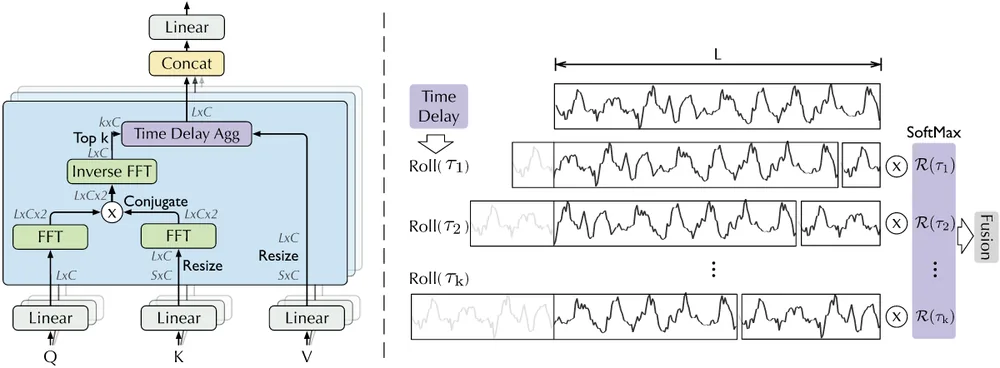 Linear
Concat
LxC
kxC
Top k
Time Delay Agg
LxC
Inverse FFT
LxCx2
Conjugate
X
LxCx2
LxCx2
FFT
FFT
LxC
Resize
SxC
LxC
Resize
SxC
LxC
Linear
Linear
Linear
Q
K
V
L
Time
Delay
SoftMax
Roll(τ1)
X
R(τ1)
Roll(τ2)
X
R(τ2)
Fusion
...
...
Roll(τk)
X
R(τk)